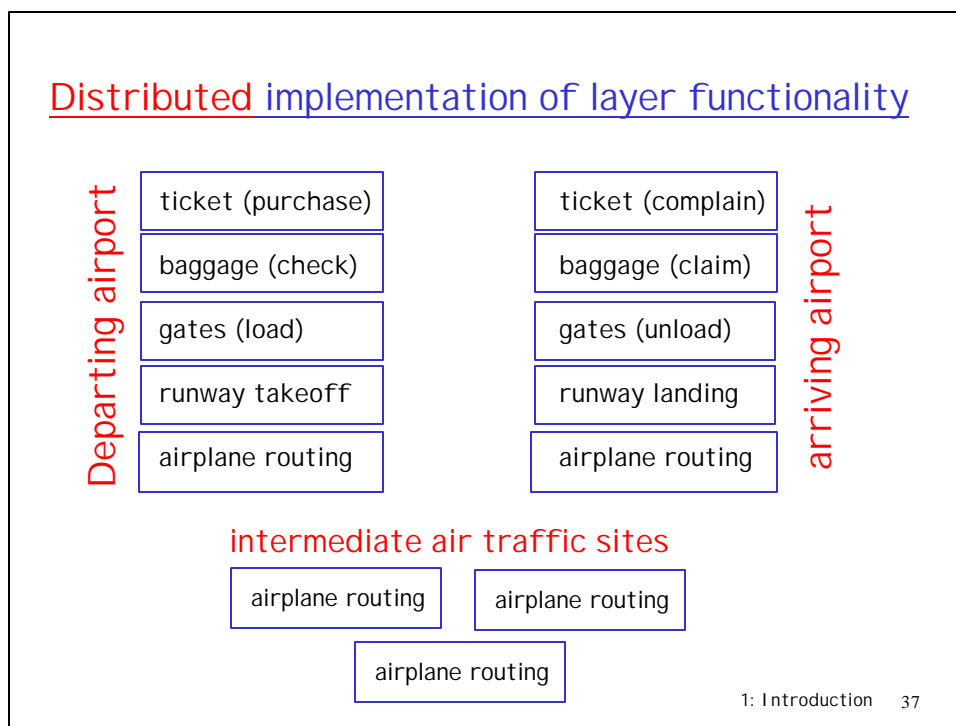 Distributed implementation of layer functionality
Departing airport
ticket (purchase)
baggage (check)
gates (load)
runway takeoff
airplane routing
ticket (complain)
baggage (claim)
gates (unload)
runway landing
airplane routing
arriving airport
intermediate air traffic sites
airplane routing
airplane routing
airplane routing
1: Introduction 37